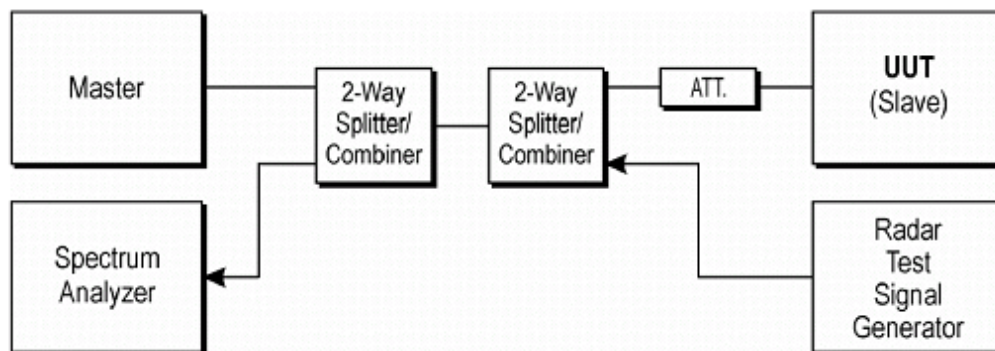 Master
2-Way
Splitter/
Combiner
2-Way
Splitter/
Combiner
ATT.
UUT
(Slave)
Spectrum
Analyzer
Radar
Test
Signal
Generator